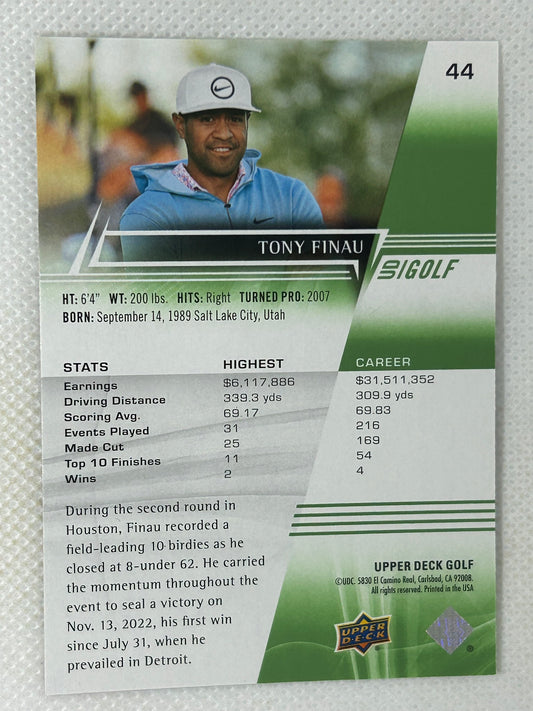 44
TONY FINAU
UD|GOLF
HT: 6'4" WT: 200 lbs. HITS: Right TURNED PRO: 2007
BORN: September 14, 1989 Salt Lake City, Utah
STATS HIGHEST CAREER
Earnings $6,117,886 $31,511,352
Driving Distance 339.3 yds 309.9 yds
Scoring Avg. 69.17 69.83
Events Played 31 216
Made Cut 25 169
Top 10 Finishes 11 54
Wins 2 4
During the second round in
Houston, Finau recorded a
field-leading 10 birdies as he
closed at 8-under 62. He carried
the momentum throughout the
event to seal a victory on
Nov. 13, 2022, his first win
since July 31, when he
prevailed in Detroit.
UPPER DECK GOLF
©UDC. 5830 El Camino Real, Carlsbad, CA 92008.
All rights reserved. Printed in the USA
UPPER
DECK
®